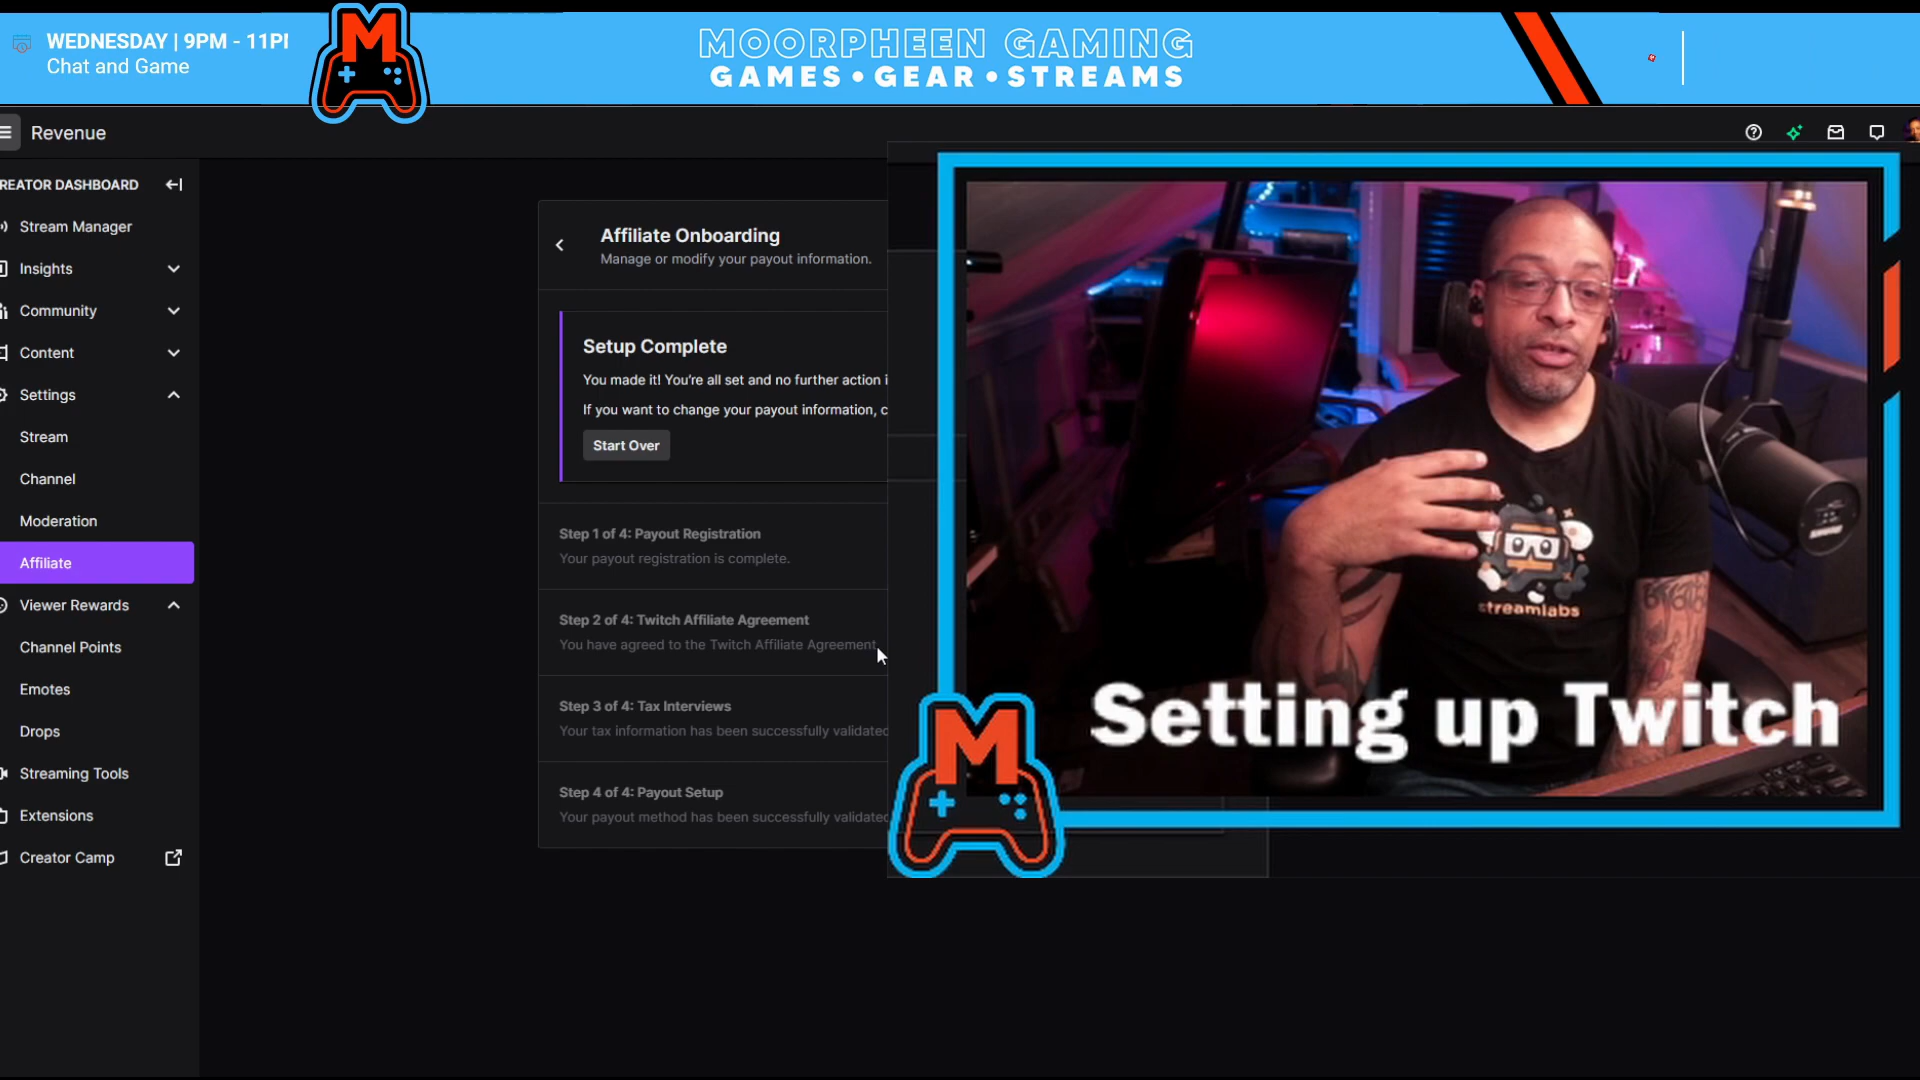 WEDNESDAY | 9PM - 11PM
Chat and Game
M
MOORPHEEN GAMING
GAMES • GEAR • STREAMS
Revenue
REATOR DASHBOARD
Stream Manager
Insights
Community
Content
Settings
Stream
Channel
Moderation
Affiliate
Viewer Rewards
Channel Points
Emotes
Drops
Streaming Tools
Extensions
Creator Camp
Affiliate Onboarding
Manage or modify your payout information.
Setup Complete
You made it! You're all set and no further action i
If you want to change your payout information, c
Start Over
Step 1 of 4: Payout Registration
Your payout registration is complete.
Step 2 of 4: Twitch Affiliate Agreement
You have agreed to the Twitch Affiliate Agreement.
Step 3 of 4: Tax Interviews
Your tax information has been successfully validated
Step 4 of 4: Payout Setup
Your payout method has been successfully validated
streamlabs
Setting up Twitch
M